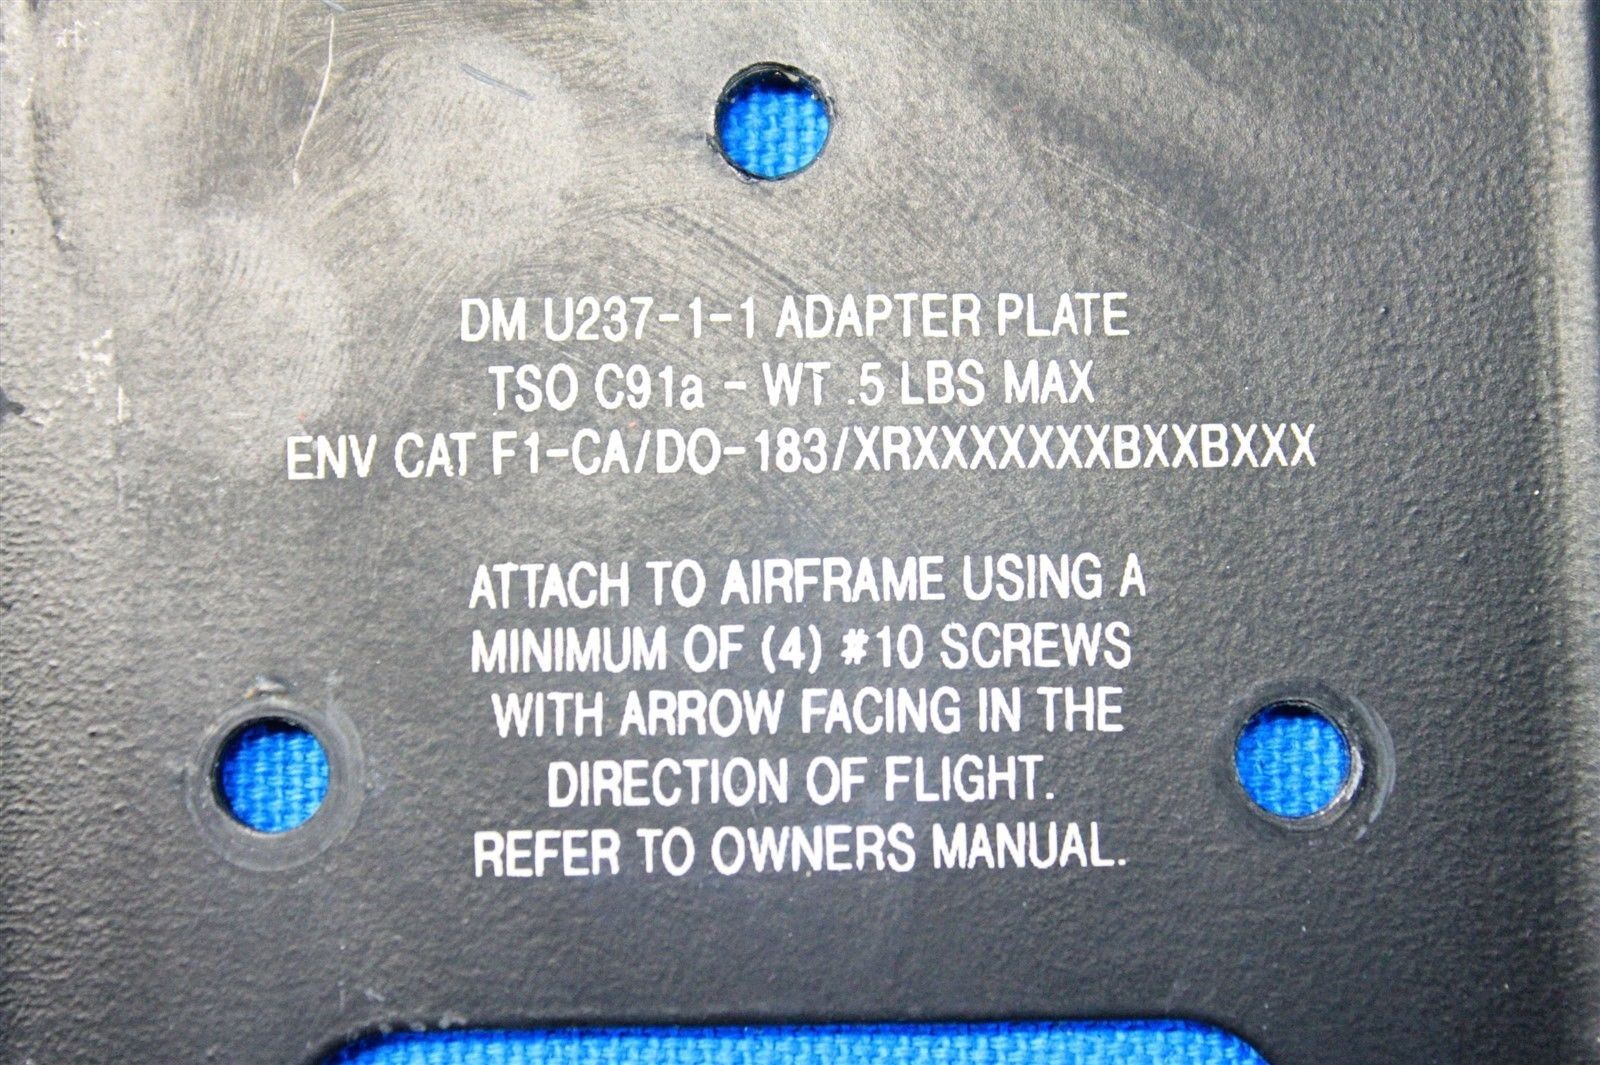 DM U237-1-1 ADAPTER PLATE
TSO C91a - WT .5 LBS MAX
ENV CAT F1-CA/DO-183/XRXXXXXXXBXXBXXX
ATTACH TO AIRFRAME USING A
MINIMUM OF (4) #10 SCREWS
WITH ARROW FACING IN THE
DIRECTION OF FLIGHT.
REFER TO OWNERS MANUAL.